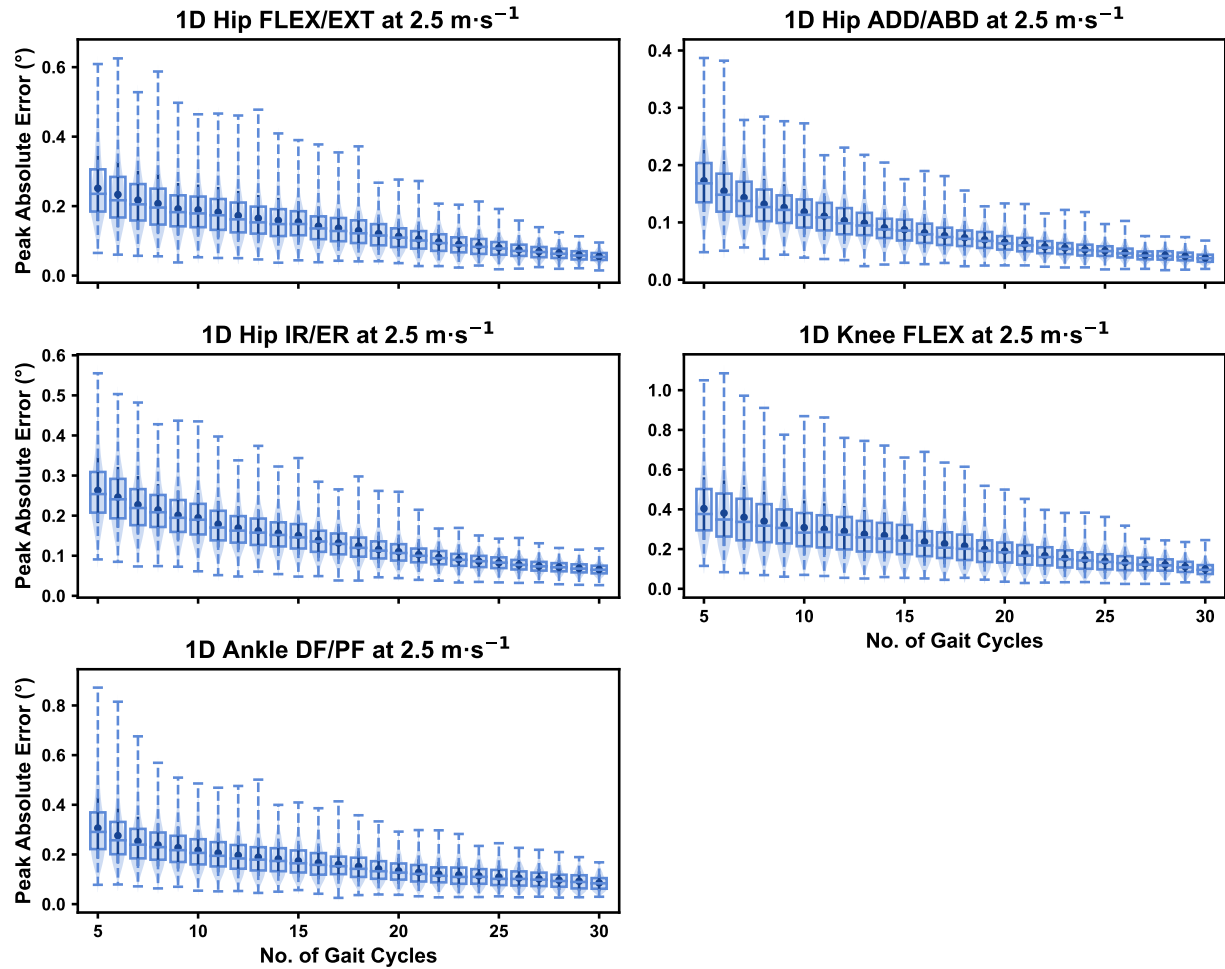 1D Hip FLEX/EXT at 2.5 m·s⁻¹
1D Hip ADD/ABD at 2.5 m·s⁻¹
Peak Absolute Error (°)
0.6
0.4
0.2
0.0
0.4
0.3
0.2
0.1
0.0
1D Hip IR/ER at 2.5 m·s⁻¹
1D Knee FLEX at 2.5 m·s⁻¹
Peak Absolute Error (°)
0.6
0.5
0.4
0.3
0.2
0.1
0.0
1.0
0.8
0.6
0.4
0.2
0.0
5 10 15 20 25 30
No. of Gait Cycles
1D Ankle DF/PF at 2.5 m·s⁻¹
Peak Absolute Error (°)
0.8
0.6
0.4
0.2
0.0
5 10 15 20 25 30
No. of Gait Cycles